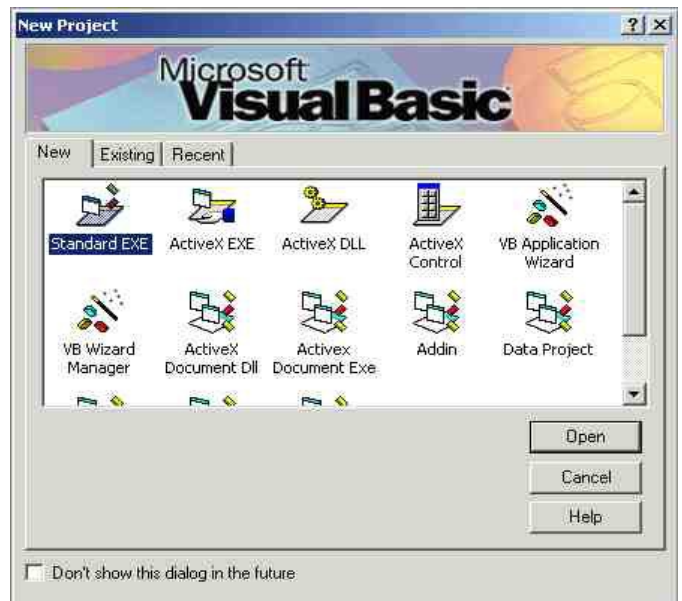 New Project
Microsoft
Visual Basic
New Existing Recent
Standard EXE ActiveX EXE ActiveX DLL ActiveX Control VB Application Wizard
VB Wizard Manager ActiveX Document Dll Activex Document Exe Addin Data Project
Open
Cancel
Help
Don't show this dialog in the future